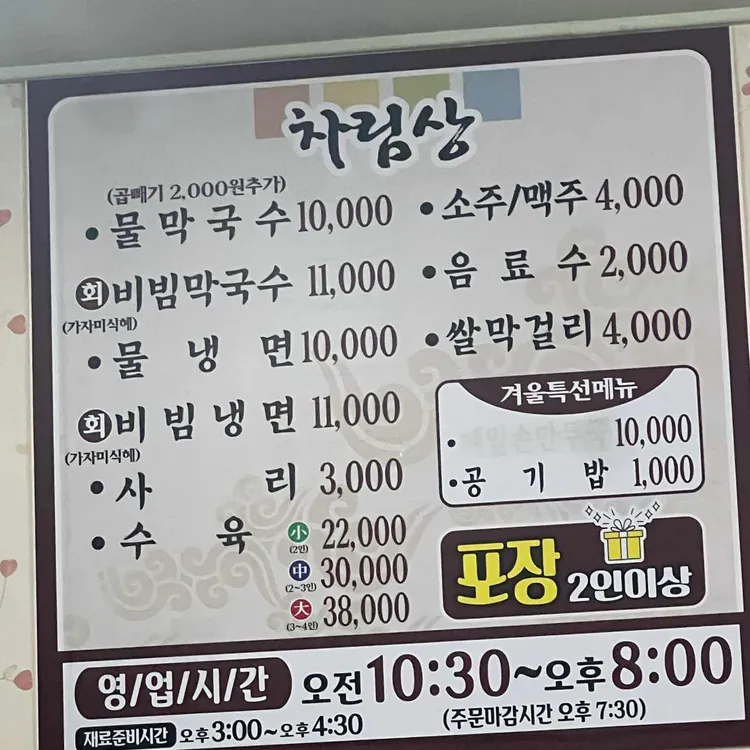 차림상
(곱빼기 2,000원추가)
• 물막국수 10,000
회 비빔막국수 11,000
(가자미식혜)
• 물냉면 10,000
회 비빔냉면 11,000
(가자미식혜)
• 사리 3,000
• 수육 小 (2인) 22,000
中 (2~3인) 30,000
大 (3~4인) 38,000
• 소주/맥주 4,000
• 음료수 2,000
• 쌀막걸리 4,000
겨울특선메뉴
• 10,000
• 공기밥 1,000
포장 2인이상
영/업/시/간 오전 10:30~오후 8:00
재료준비시간 오후 3:00~오후 4:30 (주문마감시간 오후 7:30)